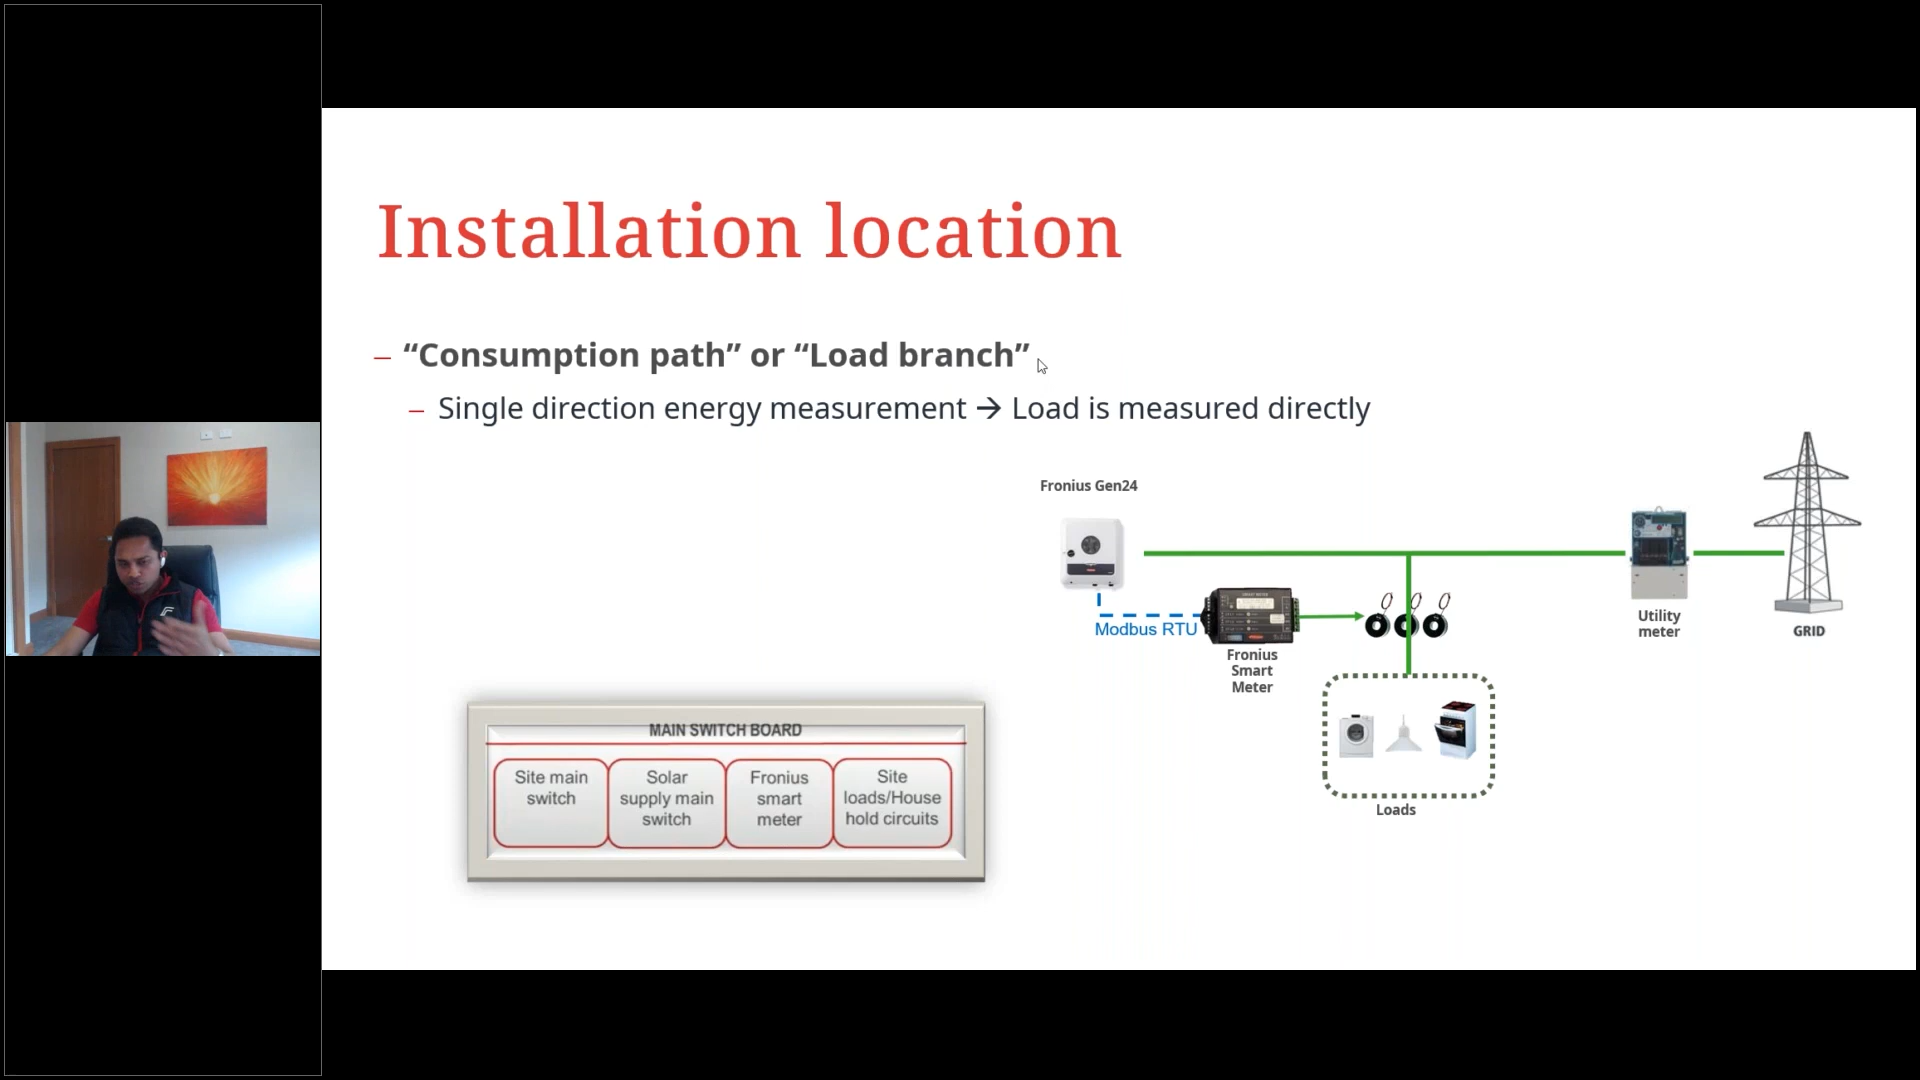 Installation location
– “Consumption path” or “Load branch”
– Single direction energy measurement → Load is measured directly
Fronius Gen24
Modbus RTU
Fronius
Smart
Meter
Utility
meter
GRID
Loads
MAIN SWITCH BOARD
Site main
switch
Solar
supply main
switch
Fronius
smart
meter
Site
loads/House
hold circuits